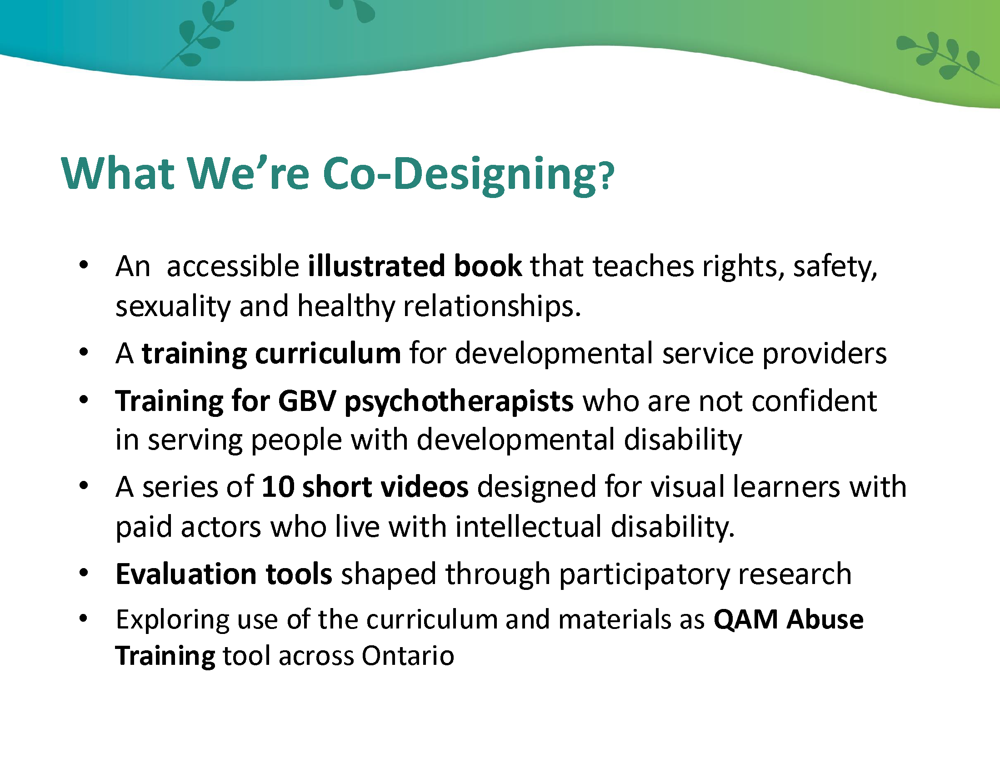 What We’re Co-Designing?
• An  accessible illustrated book that teaches rights, safety,
sexuality and healthy relationships.
• A training curriculum for developmental service providers
• Training for GBV psychotherapists who are not confident
in serving people with developmental disability
• A series of 10 short videos designed for visual learners with
paid actors who live with intellectual disability.
• Evaluation tools shaped through participatory research
• Exploring use of the curriculum and materials as QAM Abuse
Training tool across Ontario